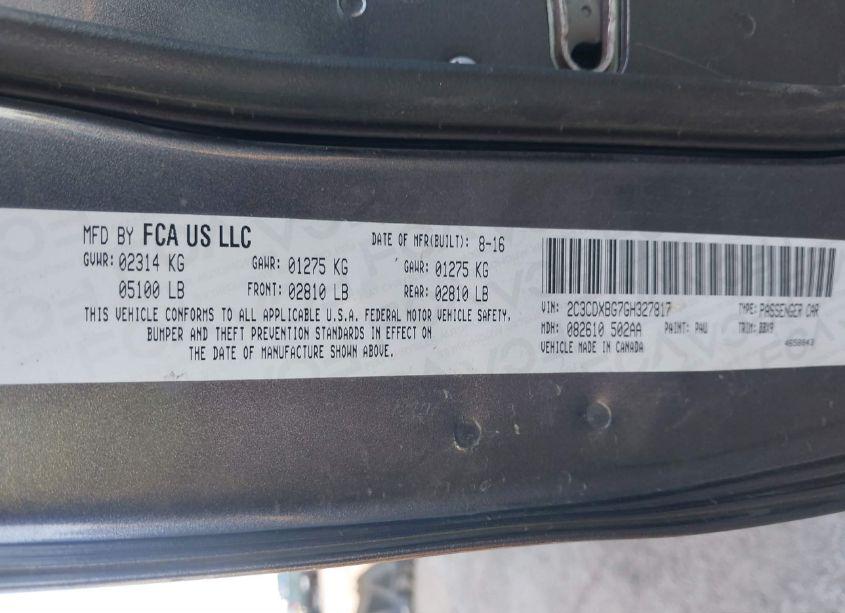 MFD BY FCA US LLC DATE OF MFR(BUILT): 8-16
GVWR: 02314 KG GAWR: 01275 KG GAWR: 01275 KG
05100 LB FRONT: 02810 LB REAR: 02810 LB
THIS VEHICLE CONFORMS TO ALL APPLICABLE U.S.A. FEDERAL MOTOR VEHICLE SAFETY,
BUMPER AND THEFT PREVENTION STANDARDS IN EFFECT ON
THE DATE OF MANUFACTURE SHOWN ABOVE.
VIN: 2C3CDXBG7GH327817 TYPE: PASSENGER CAR
MDH: 082610 502AA PAINT: PAU TRIM: BBX9
VEHICLE MADE IN CANADA 4650843